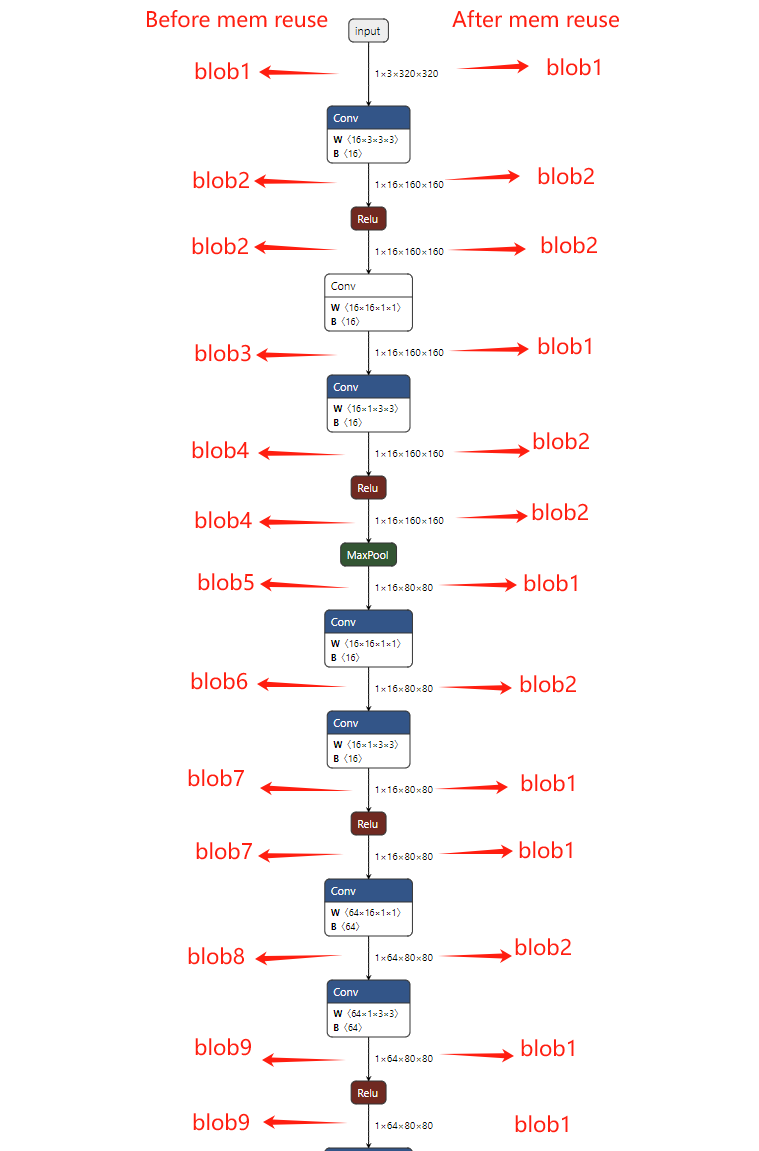 Before mem reuse
After mem reuse
input
blob1
1×3×320×320
blob1
Conv
W ⟨16×3×3×3⟩
B ⟨16⟩
blob2
1×16×160×160
blob2
Relu
blob2
1×16×160×160
blob2
Conv
W ⟨16×16×1×1⟩
B ⟨16⟩
blob3
1×16×160×160
blob1
Conv
W ⟨16×1×3×3⟩
B ⟨16⟩
blob4
1×16×160×160
blob2
Relu
blob4
1×16×160×160
blob2
MaxPool
blob5
1×16×80×80
blob1
Conv
W ⟨16×16×1×1⟩
B ⟨16⟩
blob6
1×16×80×80
blob2
Conv
W ⟨16×1×3×3⟩
B ⟨16⟩
blob7
1×16×80×80
blob1
Relu
blob7
1×16×80×80
blob1
Conv
W ⟨64×16×1×1⟩
B ⟨64⟩
blob8
1×64×80×80
blob2
Conv
W ⟨64×1×3×3⟩
B ⟨64⟩
blob9
1×64×80×80
blob1
Relu
blob9
1×64×80×80
blob1